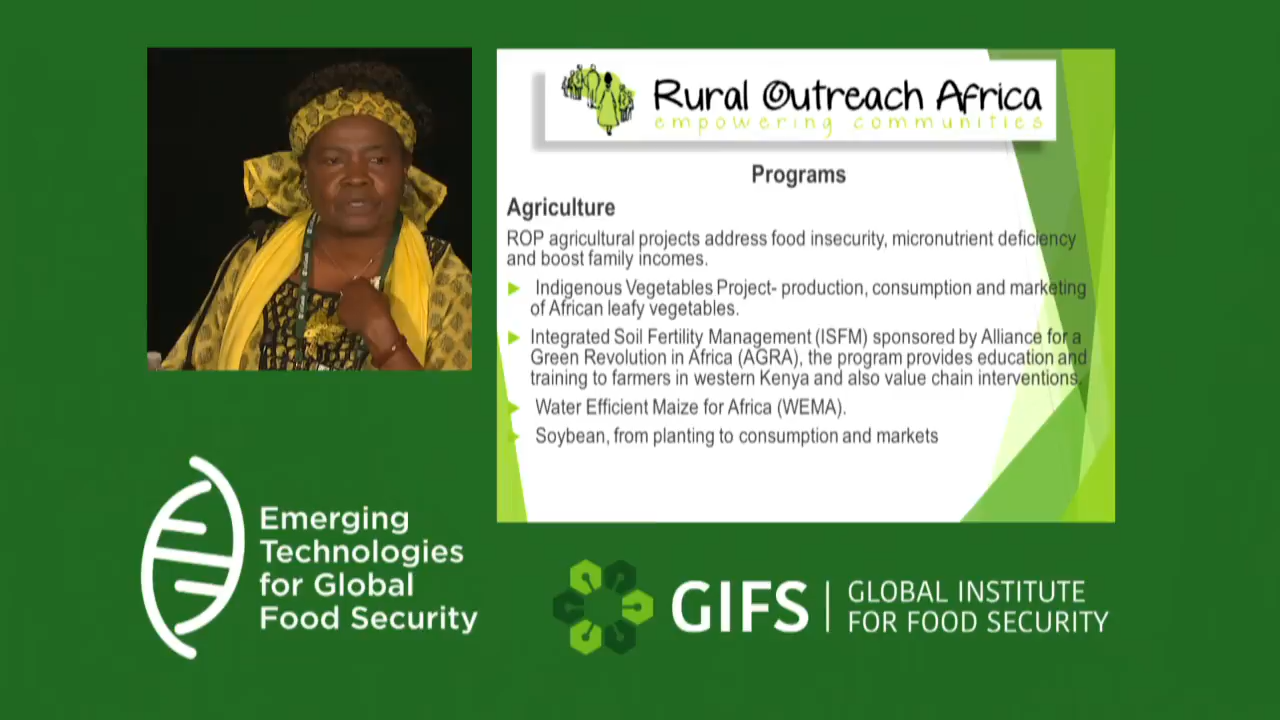 Rural Outreach Africa
empowering communities
Programs
Agriculture
ROP agricultural projects address food insecurity, micronutrient deficiency
and boost family incomes.
Indigenous Vegetables Project- production, consumption and marketing
of African leafy vegetables.
Integrated Soil Fertility Management (ISFM) sponsored by Alliance for a
Green Revolution in Africa (AGRA), the program provides education and
training to farmers in western Kenya and also value chain interventions.
Water Efficient Maize for Africa (WEMA).
Soybean, from planting to consumption and markets
Emerging
Technologies
for Global
Food Security
GIFS
GLOBAL INSTITUTE
FOR FOOD SECURITY